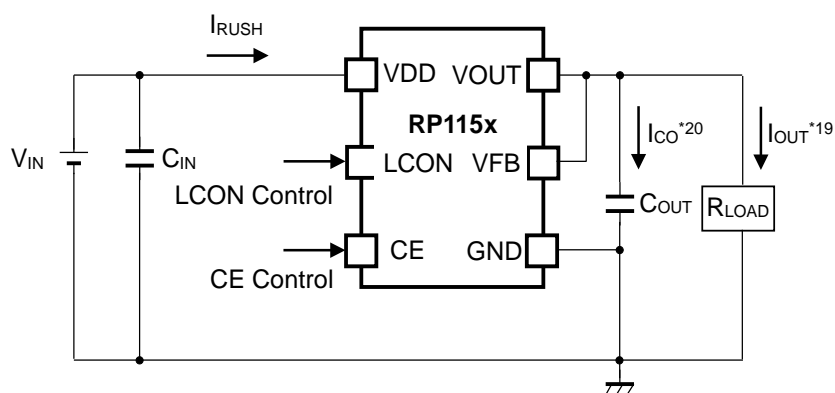 IRUSH
VDD VOUT
RP115x
ICO*20
IOUT*19
VIN
CIN
LCON VFB
LCON Control
COUT
RLOAD
CE GND
CE Control